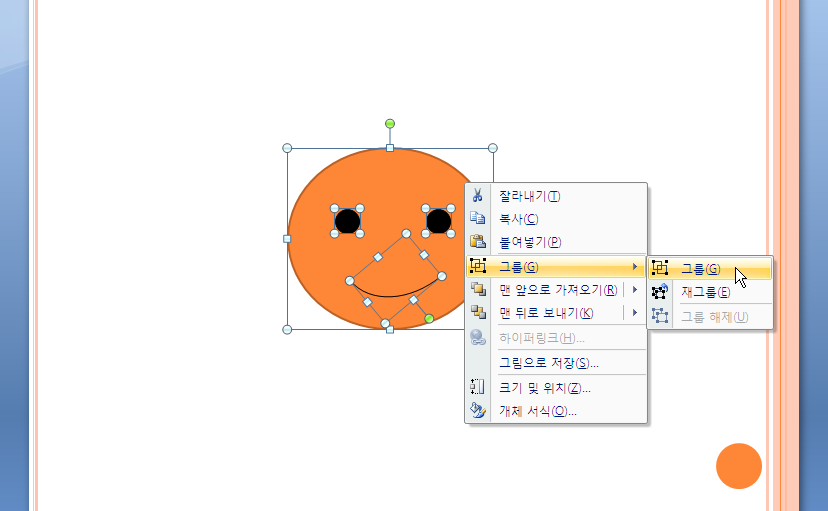 잘라내기(T)
복사(C)
붙여넣기(P)
그룹(G)
그룹(G)
재그룹(E)
그룹 해제(U)
맨 앞으로 가져오기(R)
맨 뒤로 보내기(K)
하이퍼링크(H)...
그림으로 저장(S)...
크기 및 위치(Z)...
개체 서식(O)...